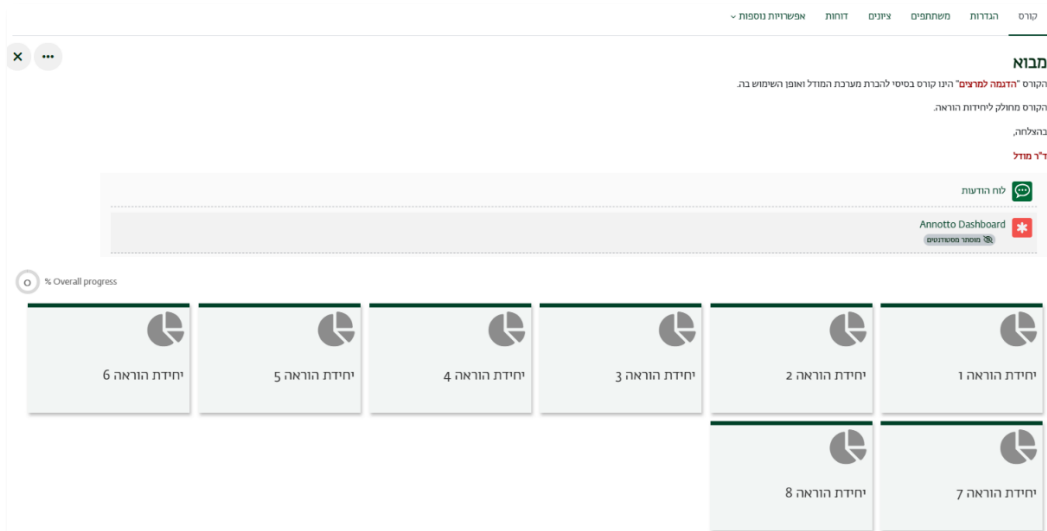 קורס הגדרות משתתפים ציונים דוחות אפשרויות נוספות
מבוא
הקורס "הדגמה למרצים" הינו קורס בסיסי להכרת מערכת המודל ואופן השימוש בה.
הקורס מחולק ליחידות הוראה.
בהצלחה,
ד"ר מודל
לוח הודעות
Annotto Dashboard
מוסתר מסטודנטים
0 % Overall progress
יחידת הוראה 1
יחידת הוראה 2
יחידת הוראה 3
יחידת הוראה 4
יחידת הוראה 5
יחידת הוראה 6
יחידת הוראה 7
יחידת הוראה 8